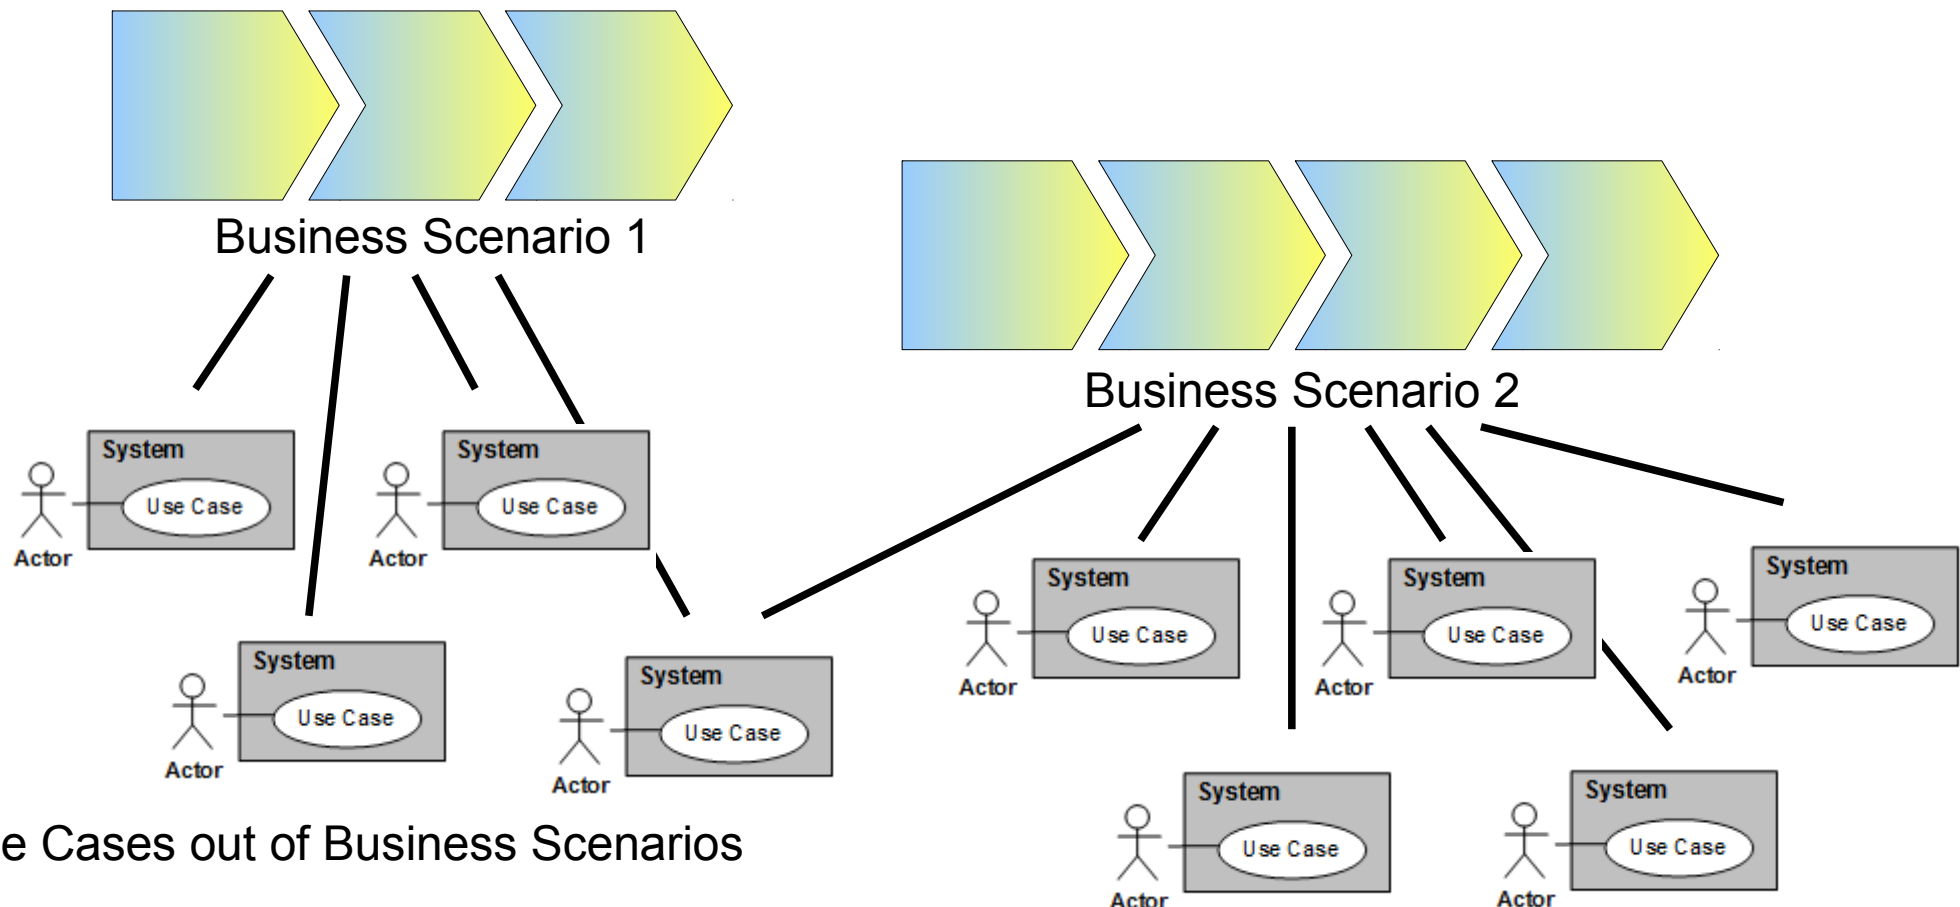 Business Scenario 1
Business Scenario 2
System
Use Case
Actor
System
Use Case
Actor
System
Use Case
Actor
System
Use Case
Actor
System
Use Case
Actor
System
Use Case
Actor
System
Use Case
Actor
System
Use Case
Actor
System
Use Case
Actor
e Cases out of Business Scenarios